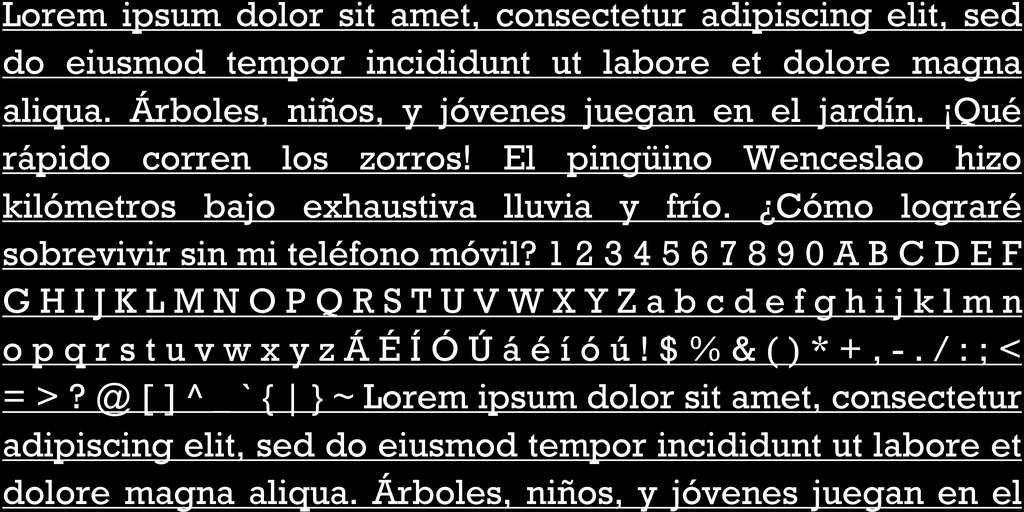 Lorem ipsum dolor sit amet, consectetur adipiscing elit, sed
do eiusmod tempor incididunt ut labore et dolore magna
aliqua. Árboles, niños, y jóvenes juegan en el jardín. ¡Qué
rápido corren los zorros! El pingüino Wenceslao hizo
kilómetros bajo exhaustiva lluvia y frío. ¿Cómo lograré
sobrevivir sin mi teléfono móvil? 1 2 3 4 5 6 7 8 9 0 A B C D E F
G H I J K L M N O P Q R S T U V W X Y Z a b c d e f g h i j k l m n
o p q r s t u v w x y z Á É Í Ó Ú á é í ó ú ! $ % & ( ) * + , - . / : ; <
= > ? @ [ ] ^ _ ` { | } ~ Lorem ipsum dolor sit amet, consectetur
adipiscing elit, sed do eiusmod tempor incididunt ut labore et
dolore magna aliqua. Árboles, niños, y jóvenes juegan en el